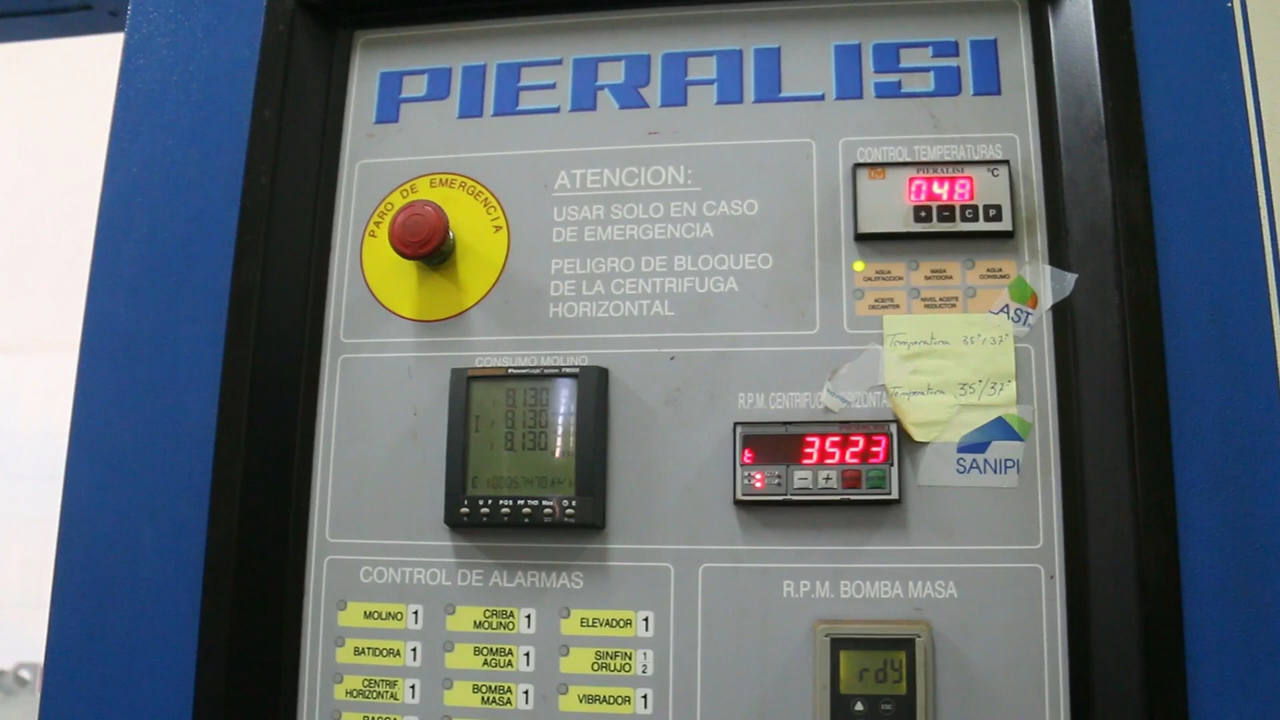 PIERALISI
PARO DE EMERGENCIA
ATENCION:
USAR SOLO EN CASO
DE EMERGENCIA
PELIGRO DE BLOQUEO
DE LA CENTRIFUGA
HORIZONTAL
CONTROL TEMPERATURAS
PIERALISI
°C
048
+ - C P
AGUA CALEFACCION
MASA BATIDORA
AGUA CONSUMO
ACEITE DECANTER
NIVEL ACEITE REDUCTOR
AST
Temperatura 35°/37°
SANIPI
CONSUMO MOLINO
8.130
8.130
8.130
R.P.M. CENTRIFUGA HORIZONTA
PIERALISI
3523
- +
CONTROL DE ALARMAS
MOLINO 1
CRIBA MOLINO 1
ELEVADOR 1
BATIDORA 1
BOMBA AGUA 1
SINFIN ORUJO 1 2
CENTRIF. HORIZONTAL 1
BOMBA MASA 1
VIBRADOR 1
R.P.M. BOMBA MASA
rdy
ESC